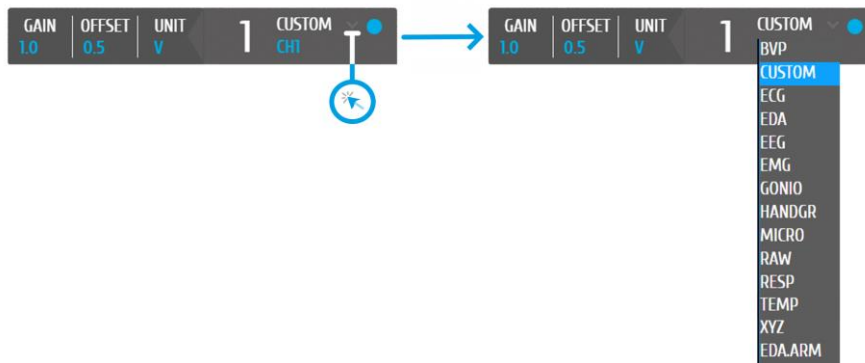 GAIN OFFSET UNIT 1 CUSTOM
1.0 0.5 V CH1
GAIN OFFSET UNIT 1 CUSTOM
1.0 0.5 V
BVP
CUSTOM
ECG
EDA
EEG
EMG
GONIO
HANDGR
MICRO
RAW
RESP
TEMP
XYZ
EDA.ARM